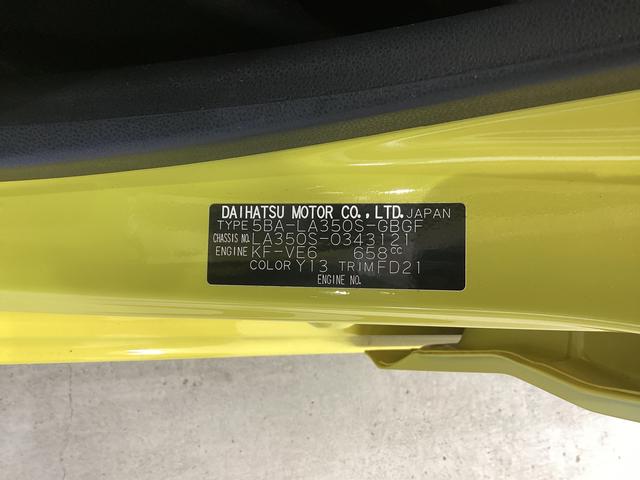 DAIHATSU MOTOR CO.,LTD. JAPAN
TYPE 5BA-LA350S-GBGF
CHASSIS NO. LA350S-0343121
ENGINE KF-VE6 658CC
COLOR Y13 TRIM FD21
ENGINE NO.